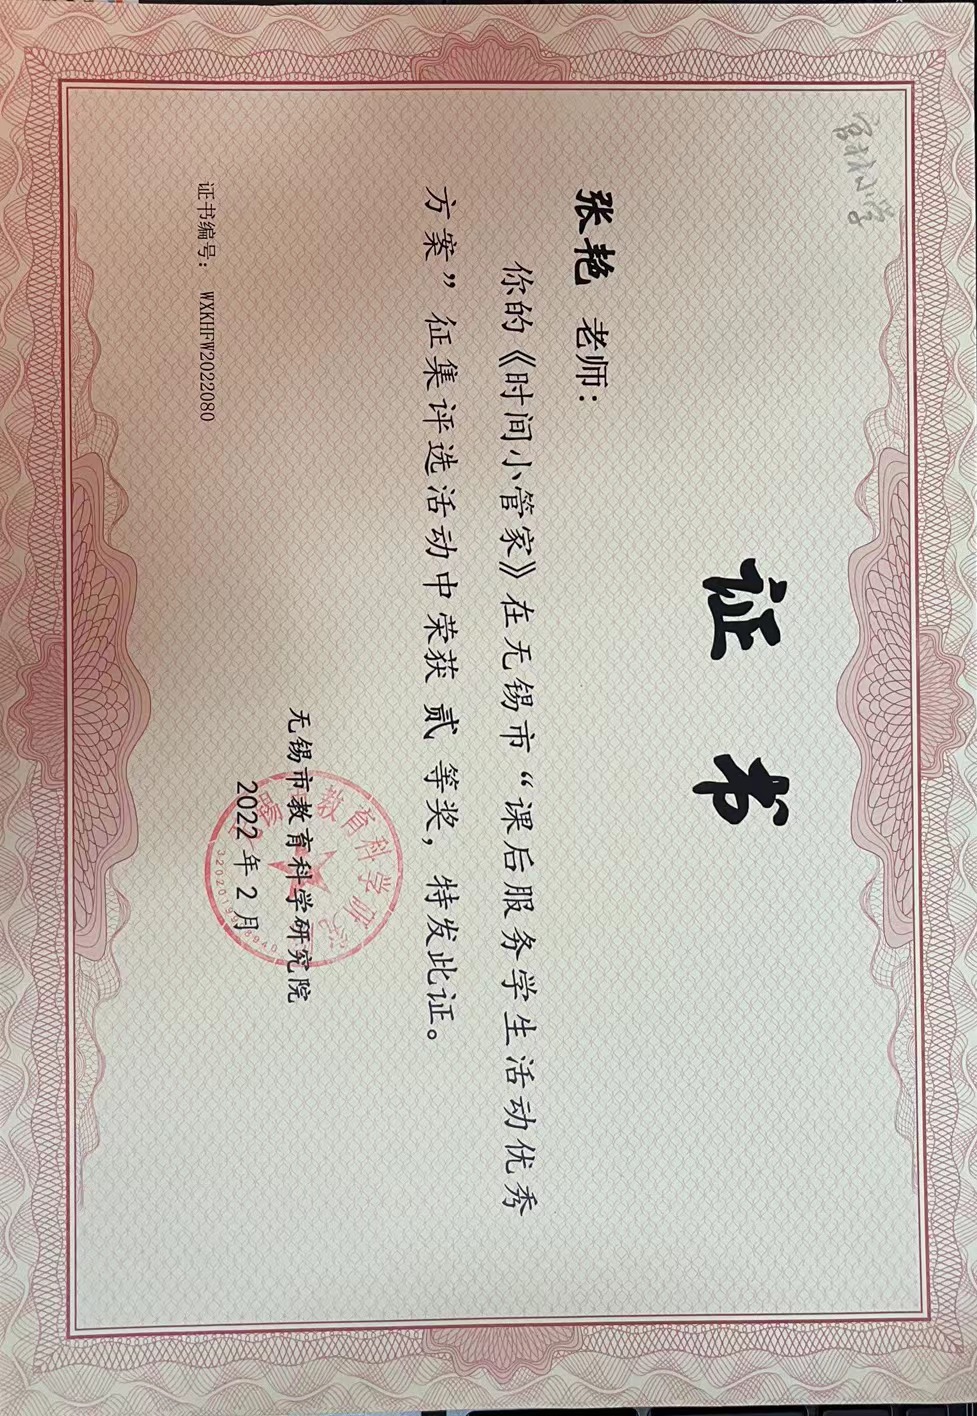 证 书
张艳 老师：
你的《时间小管家》在无锡市“课后服务学生活动优秀
方案”征集评选活动中荣获 贰 等奖，特发此证。
无锡市教育科学研究院
2022年2月
证书编号： WXKHFW2022080